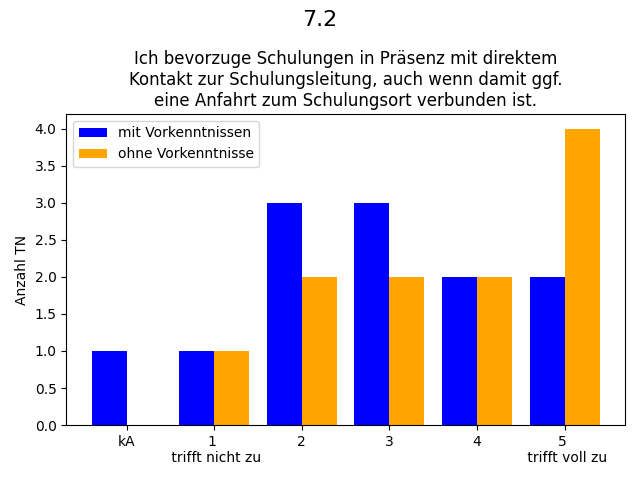 7.2
Ich bevorzuge Schulungen in Präsenz mit direktem
Kontakt zur Schulungsleitung, auch wenn damit ggf.
eine Anfahrt zum Schulungsort verbunden ist.
mit Vorkenntnissen
ohne Vorkenntnisse
Anzahl TN
4.0
3.5
3.0
2.5
2.0
1.5
1.0
0.5
0.0
kA 1 2 3 4 5
trifft nicht zu trifft voll zu